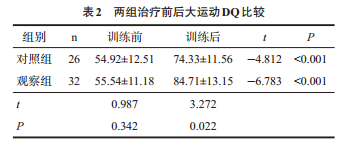 表2 两组治疗前后大运动DQ比较
组别 n 训练前 训练后 t P
对照组 26 54.92±12.51 74.33±11.56 −4.812 <0.001
观察组 32 55.54±11.18 84.71±13.15 −6.783 <0.001
t 0.987 3.272
P 0.342 0.022